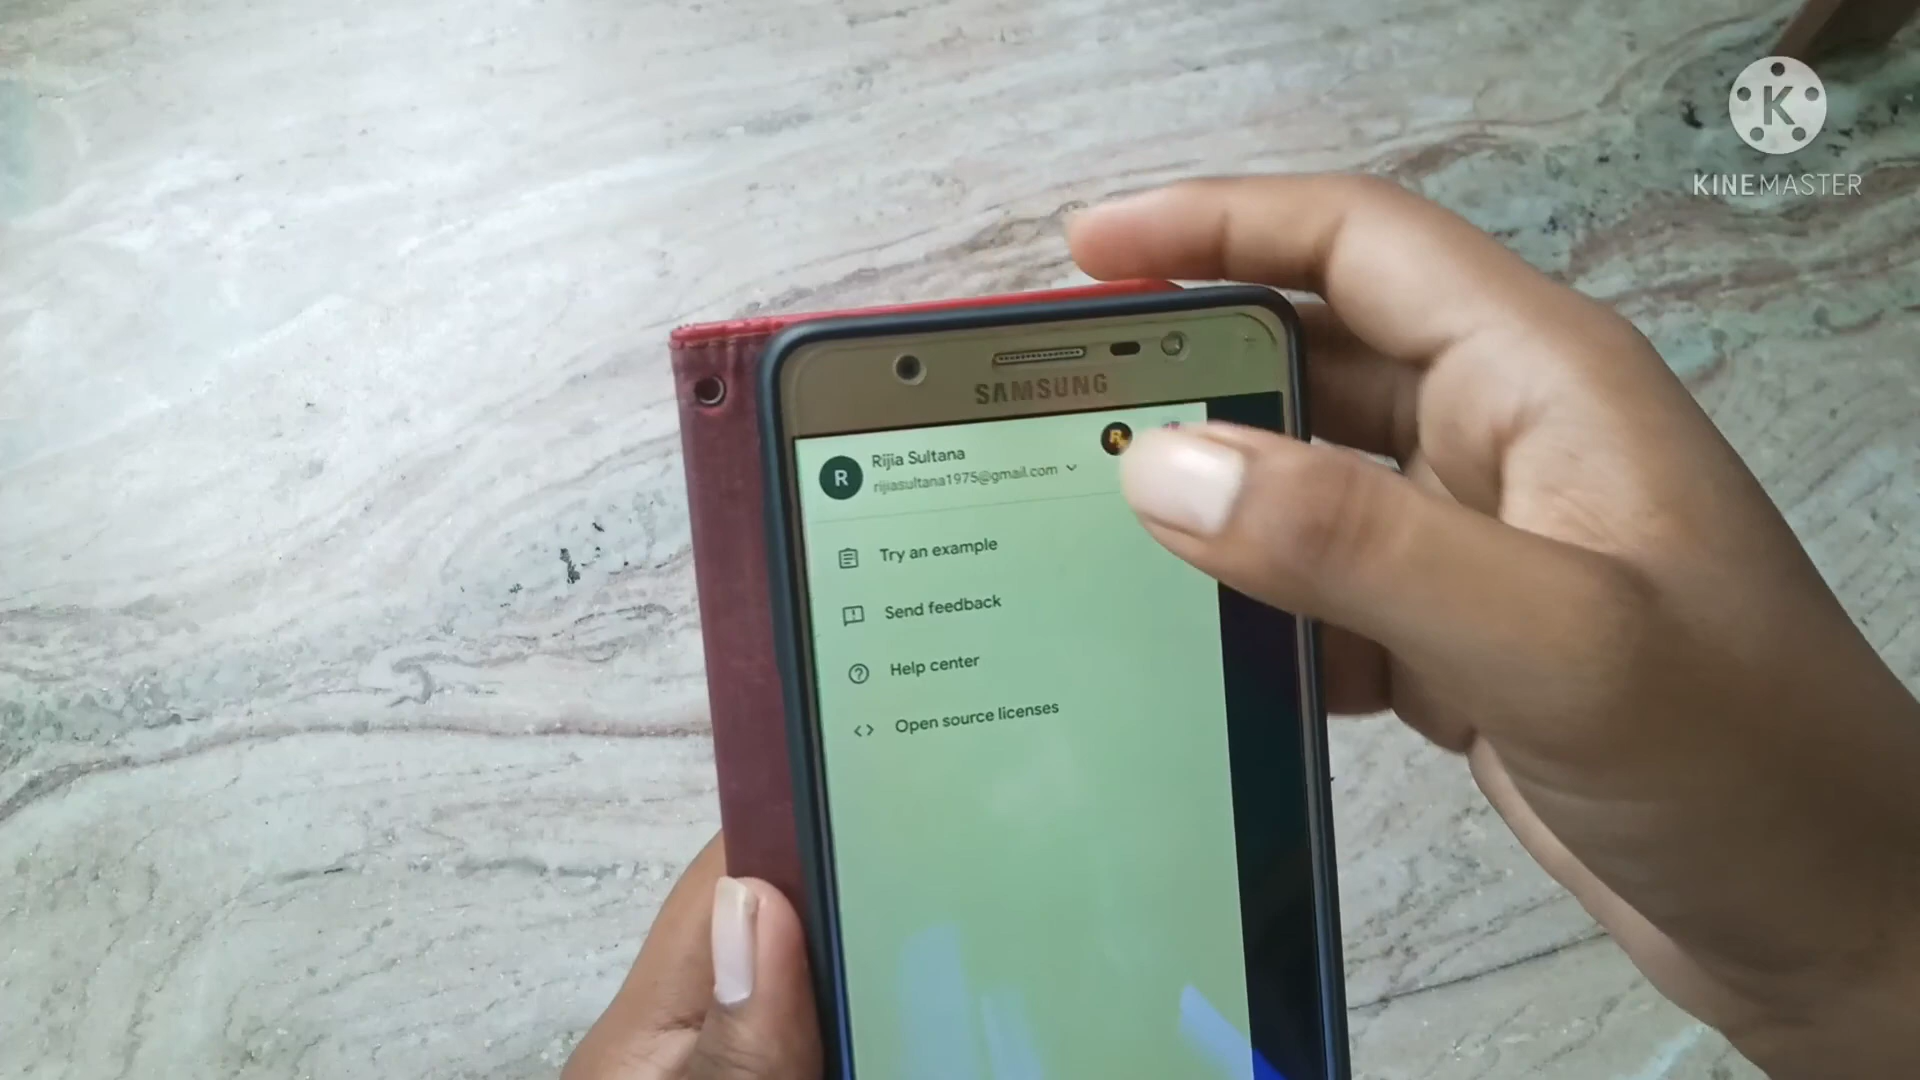 KINEMASTER
SAMSUNG
R
Rijia Sultana
rijiasultana1975@gmail.com
R
Try an example
Send feedback
Help center
Open source licenses